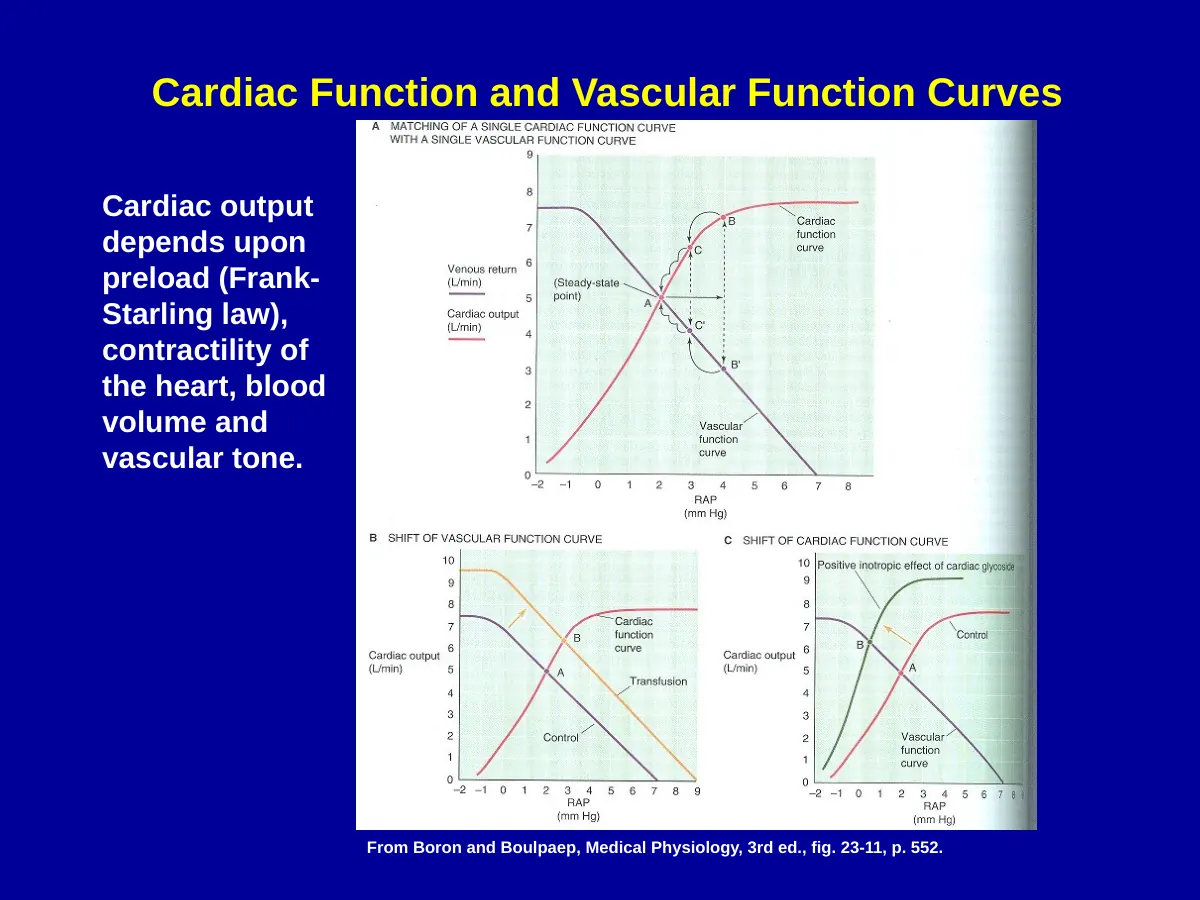 Cardiac Function and Vascular Function Curves
Cardiac output
depends upon
preload (Frank-
Starling law),
contractility of
the heart, blood
volume and
vascular tone.
A MATCHING OF A SINGLE CARDIAC FUNCTION CURVE
WITH A SINGLE VASCULAR FUNCTION CURVE
9
8
7
6
5
4
3
2
1
0
Venous return
(L/min)
Cardiac output
(L/min)
(Steady-state
point)
A
B
C
C'
B'
Cardiac
function
curve
Vascular
function
curve
–2 –1 0 1 2 3 4 5 6 7 8
RAP
(mm Hg)
B SHIFT OF VASCULAR FUNCTION CURVE
10
9
8
7
6
5
4
3
2
1
0
Cardiac output
(L/min)
Cardiac
function
curve
B
A
Transfusion
Control
–2 –1 0 1 2 3 4 5 6 7 8 9
RAP
(mm Hg)
C SHIFT OF CARDIAC FUNCTION CURVE
10
9
8
7
6
5
4
3
2
1
0
Cardiac output
(L/min)
Positive inotropic effect of cardiac glycoside
Control
B
A
Vascular
function
curve
–2 –1 0 1 2 3 4 5 6 7 8
RAP
(mm Hg)
From Boron and Boulpaep, Medical Physiology, 3rd ed., fig. 23-11, p. 552.